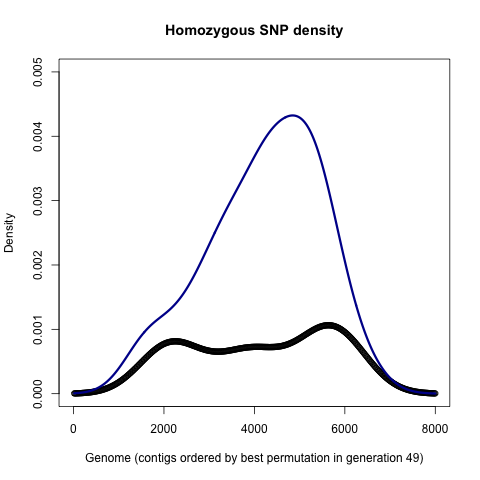 Homozygous SNP density
0.005
0.004
0.003
0.002
0.001
0.000
Density
0 2000 4000 6000 8000
Genome (contigs ordered by best permutation in generation 49)